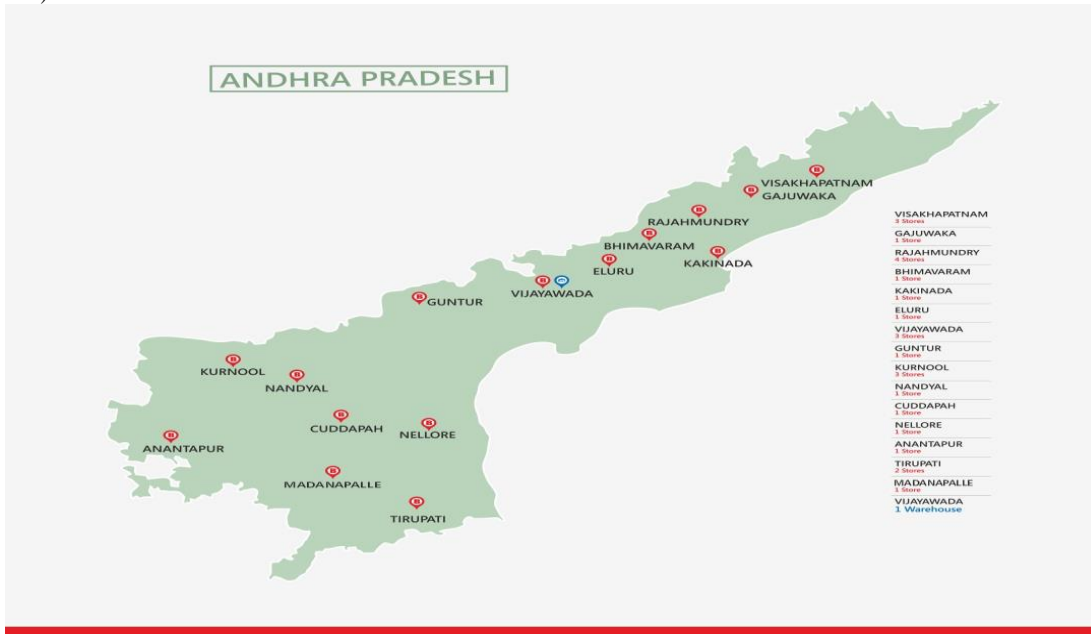 ANDHRA PRADESH
VISAKHAPATNAM
GAJUWAKA
RAJAHMUNDRY
BHIMAVARAM
KAKINADA
ELURU
VIJAYAWADA
GUNTUR
KURNOOL
NANDYAL
CUDDAPAH
NELLORE
ANANTAPUR
MADANAPALLE
TIRUPATI
VISAKHAPATNAM
3 Stores
GAJUWAKA
1 Store
RAJAHMUNDRY
4 Stores
BHIMAVARAM
1 Store
KAKINADA
1 Store
ELURU
1 Store
VIJAYAWADA
3 Stores
GUNTUR
1 Store
KURNOOL
3 Stores
NANDYAL
1 Store
CUDDAPAH
1 Store
NELLORE
1 Store
ANANTAPUR
1 Store
TIRUPATI
2 Stores
MADANAPALLE
1 Store
VIJAYAWADA
1 Warehouse